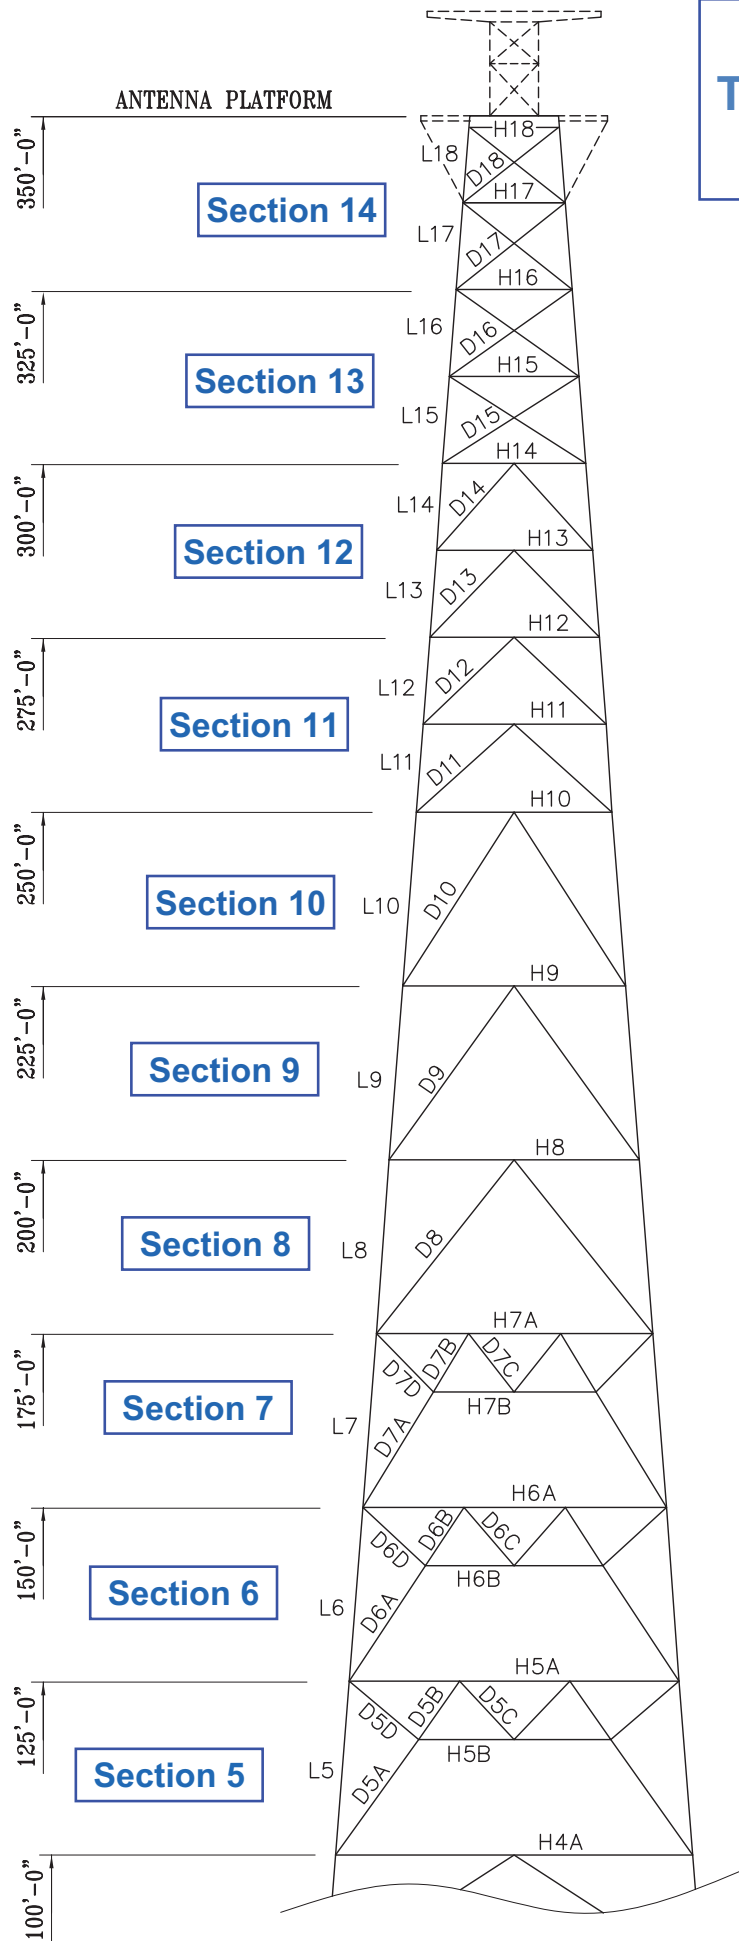 T
ANTENNA PLATFORM
H18
L18
D18
350'-0"
H17
Section 14
L17
D17
H16
325'-0"
L16
D16
H15
Section 13
L15
D15
H14
300'-0"
L14
D14
H13
Section 12
L13
D13
H12
275'-0"
L12
D12
H11
Section 11
L11
D11
H10
250'-0"
Section 10
L10
D10
H9
225'-0"
Section 9
L9
D9
H8
200'-0"
Section 8
L8
D8
H7A
175'-0"
D7D
D7B
D7C
H7B
Section 7
L7
D7A
H6A
150'-0"
D6D
D6B
D6C
H6B
Section 6
L6
D6A
H5A
125'-0"
D5D
D5B
D5C
H5B
Section 5
L5
D5A
H4A
100'-0"